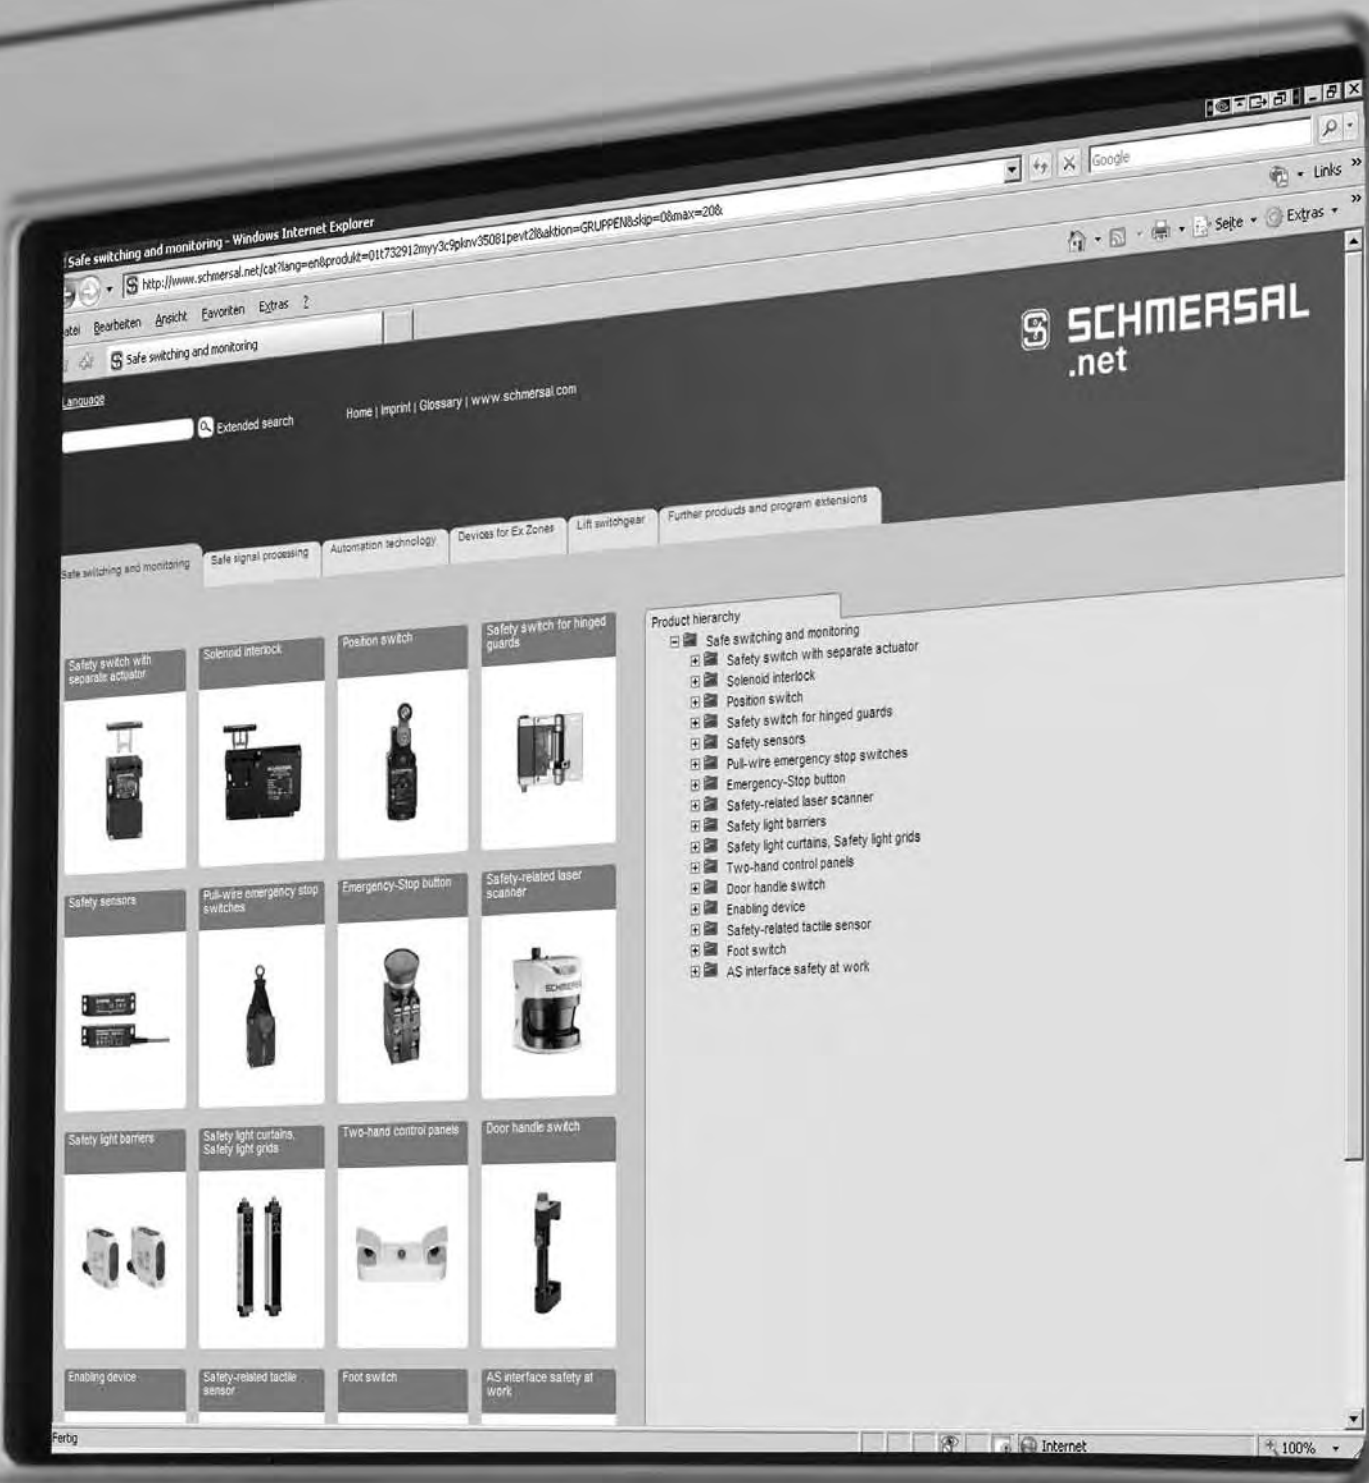 Safe switching and monitoring - Windows Internet Explorer
http://www.schmersal.net/cat?lang=en&produkt=01t732912myy3c9pknv35081pevt2l&aktion=GRUPPEN&skip=0&max=20&
Google
Links »
atei Bearbeiten Ansicht Favoriten Extras ?
Safe switching and monitoring
Seite Extras »
Language
Extended search
Home | Imprint | Glossary | www.schmersal.com
SCHMERSAL
.net
Safe switching and monitoring
Safe signal processing
Automation technology
Devices for Ex Zones
Lift switchgear
Further products and program extensions
Safety switch with
separate actuator
Solenoid interlock
Position switch
Safety switch for hinged
guards
Safety sensors
Pull-wire emergency stop
switches
Emergency-Stop button
Safety-related laser
scanner
SCHMERSAL
Safety light barriers
Safety light curtains,
Safety light grids
Two-hand control panels
Door handle switch
Enabling device
Safety-related tactile
sensor
Foot switch
AS interface safety at
work
Product hierarchy
Safe switching and monitoring
Safety switch with separate actuator
Solenoid interlock
Position switch
Safety switch for hinged guards
Safety sensors
Pull-wire emergency stop switches
Emergency-Stop button
Safety-related laser scanner
Safety light barriers
Safety light curtains, Safety light grids
Two-hand control panels
Door handle switch
Enabling device
Safety-related tactile sensor
Foot switch
AS interface safety at work
Fertig
Internet
100%